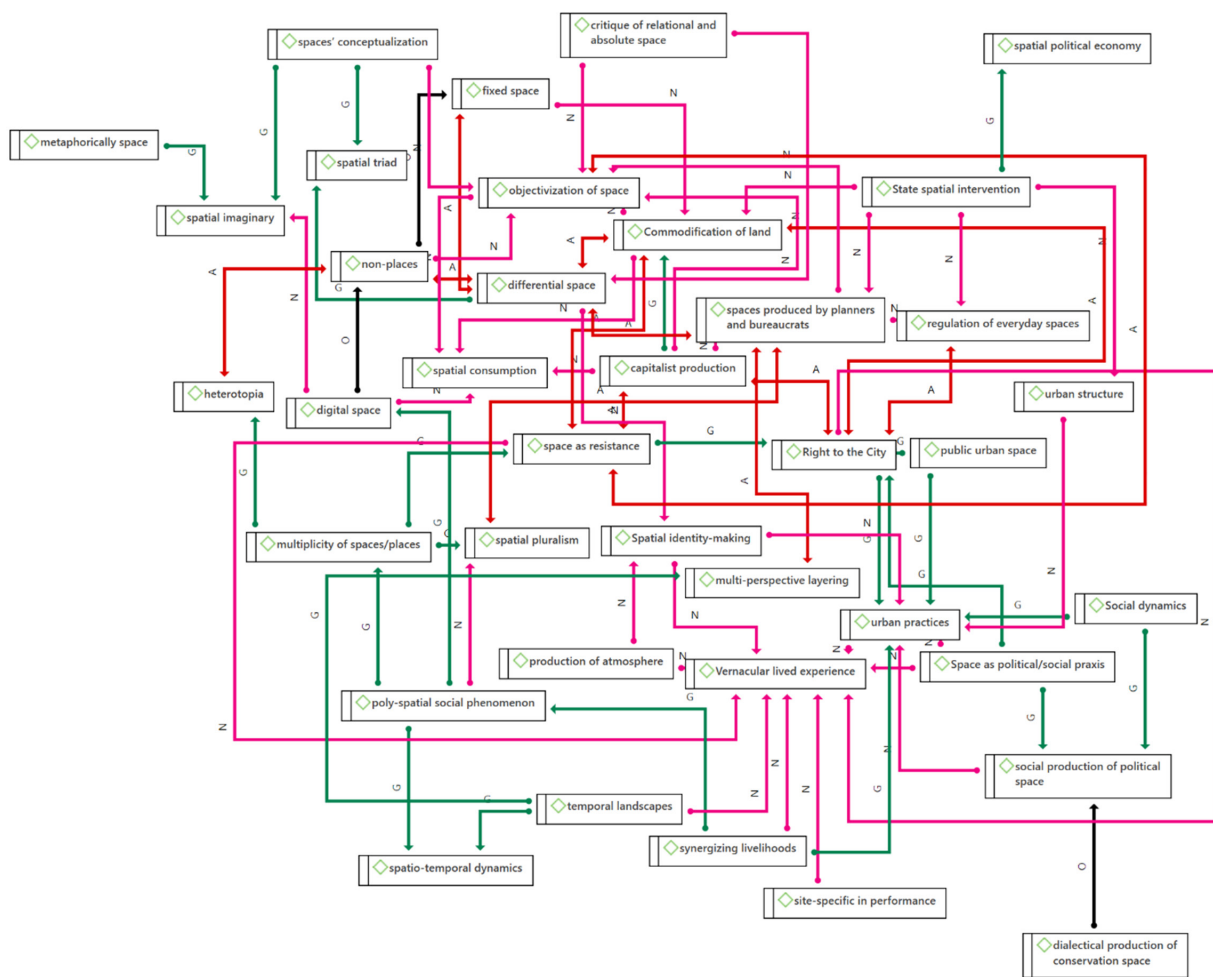 critique of relational and
absolute space
spaces' conceptualization
spatial political economy
fixed space
metaphorically space
spatial triad
objectivization of space
State spatial intervention
spatial imaginary
Commodification of land
non-places
differential space
spaces produced by planners
and bureaucrats
regulation of everyday spaces
spatial consumption
capitalist production
heterotopia
digital space
urban structure
space as resistance
Right to the City
public urban space
multiplicity of spaces/places
spatial pluralism
Spatial identity-making
multi-perspective layering
Social dynamics
urban practices
production of atmosphere
Vernacular lived experience
Space as political/social praxis
poly-spatial social phenomenon
social production of political
space
temporal landscapes
synergizing livelihoods
spatio-temporal dynamics
site-specific in performance
dialectical production of
conservation space